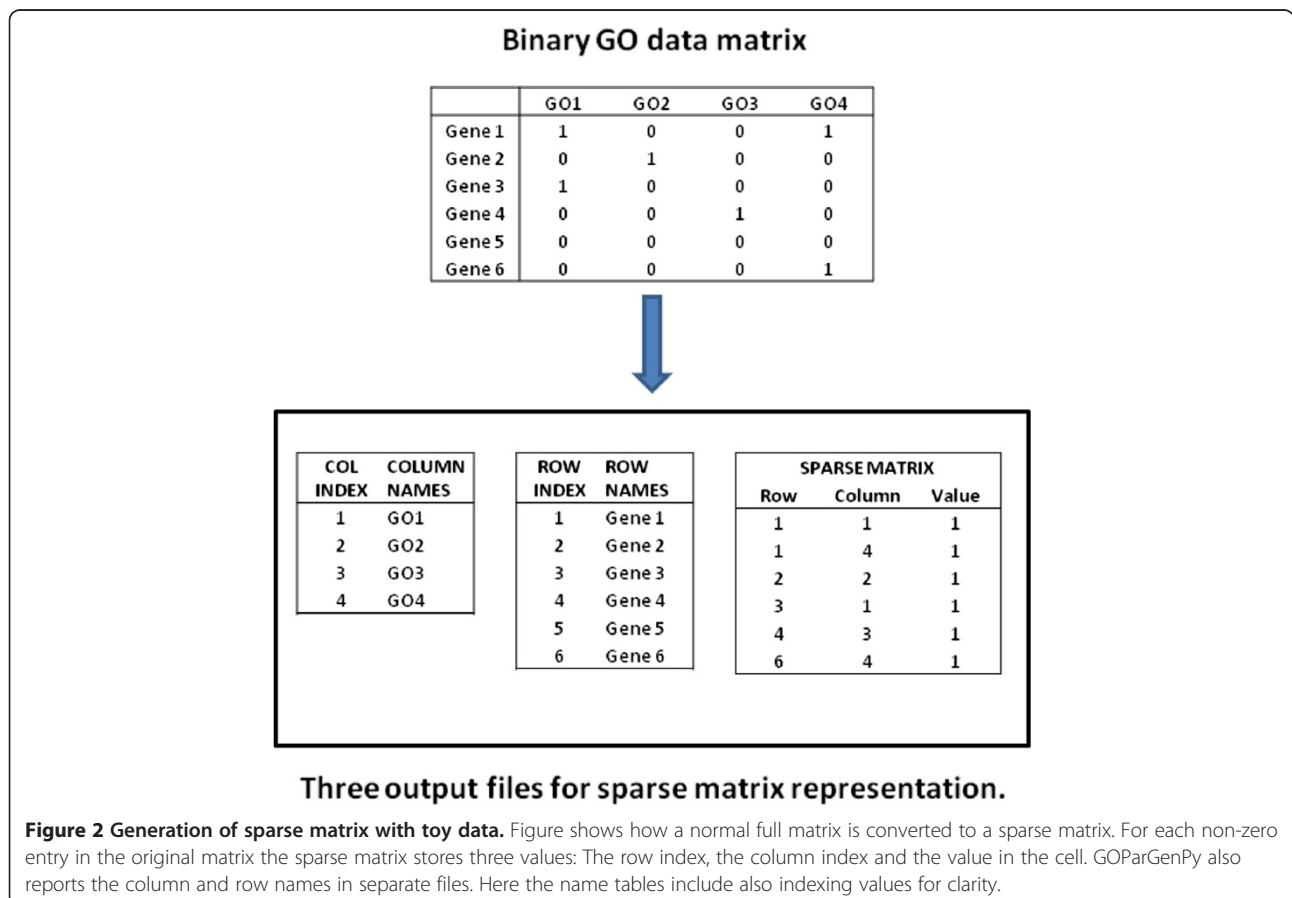 Binary GO data matrix
GO1 GO2 GO3 GO4
Gene 1 1 0 0 1
Gene 2 0 1 0 0
Gene 3 1 0 0 0
Gene 4 0 0 1 0
Gene 5 0 0 0 0
Gene 6 0 0 0 1
COL COLUMN
INDEX NAMES
1 GO1
2 GO2
3 GO3
4 GO4
ROW ROW
INDEX NAMES
1 Gene 1
2 Gene 2
3 Gene 3
4 Gene 4
5 Gene 5
6 Gene 6
SPARSE MATRIX
Row Column Value
1 1 1
1 4 1
2 2 1
3 1 1
4 3 1
6 4 1
Three output files for sparse matrix representation.
Figure 2 Generation of sparse matrix with toy data. Figure shows how a normal full matrix is converted to a sparse matrix. For each non-zero
entry in the original matrix the sparse matrix stores three values: The row index, the column index and the value in the cell. GOParGenPy also
reports the column and row names in separate files. Here the name tables include also indexing values for clarity.